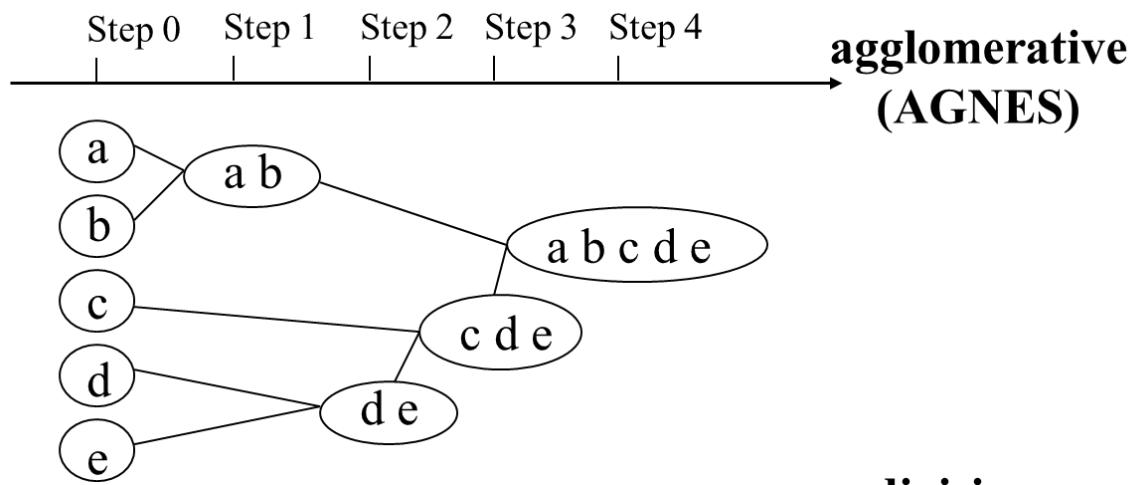 Step 0 Step 1 Step 2 Step 3 Step 4
agglomerative
(AGNES)
a
a b
b
a b c d e
c
c d e
d
d e
e